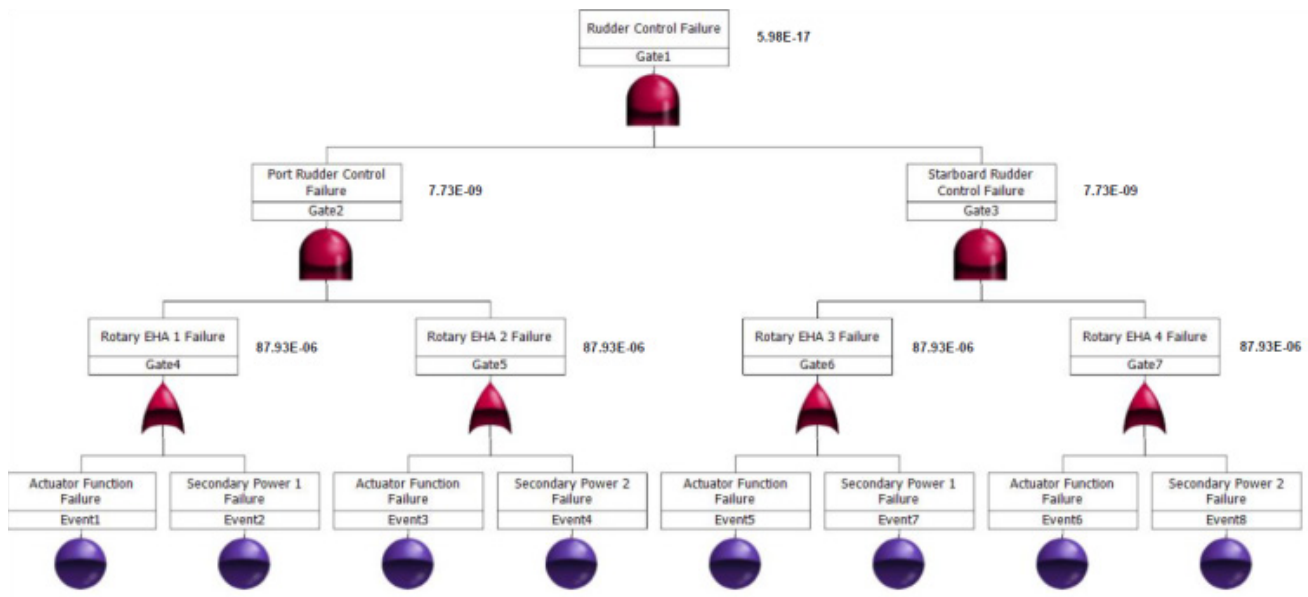 Rudder Control Failure
5.98E-17
Gate1
Port Rudder Control
Failure
7.73E-09
Gate2
Starboard Rudder
Control Failure
7.73E-09
Gate3
Rotary EHA 1 Failure
87.93E-06
Gate4
Rotary EHA 2 Failure
87.93E-06
Gate5
Rotary EHA 3 Failure
87.93E-06
Gate6
Rotary EHA 4 Failure
87.93E-06
Gate7
Actuator Function
Failure
Event1
Secondary Power 1
Failure
Event2
Actuator Function
Failure
Event3
Secondary Power 2
Failure
Event4
Actuator Function
Failure
Event5
Secondary Power 1
Failure
Event7
Actuator Function
Failure
Event6
Secondary Power 2
Failure
Event8